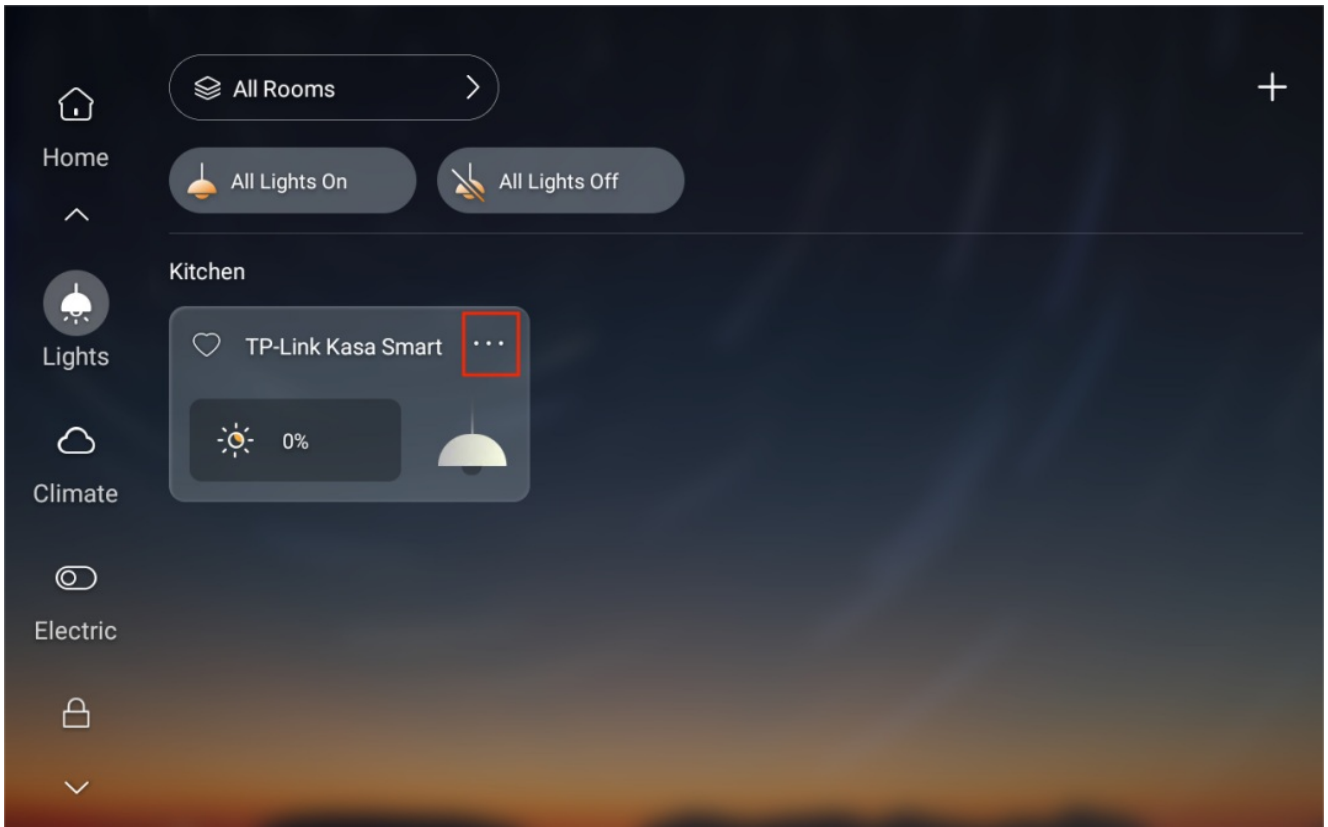 All Rooms
Home
All Lights On
All Lights Off
Kitchen
Lights
TP-Link Kasa Smart
0%
Climate
Electric